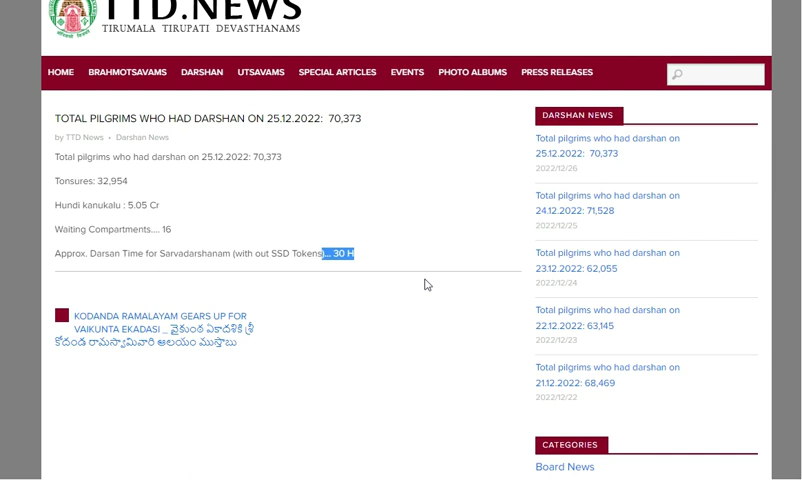 TTD.NEWS
TIRUMALA TIRUPATI DEVASTHANAMS
HOME BRAHMOTSAVAMS DARSHAN UTSAVAMS SPECIAL ARTICLES EVENTS PHOTO ALBUMS PRESS RELEASES
TOTAL PILGRIMS WHO HAD DARSHAN ON 25.12.2022: 70,373
by TTD News • Darshan News
Total pilgrims who had darshan on 25.12.2022: 70,373
Tonsures: 32,954
Hundi kanukalu : 5.05 Cr
Waiting Compartments.... 16
Approx. Darsan Time for Sarvadarshanam (with out SSD Tokens)... 30 H
KODANDA RAMALAYAM GEARS UP FOR
VAIKUNTA EKADASI _ వైకుంఠ ఏకాదశికి శ్రీ
కోదండ రామస్వామివారి ఆలయం ముస్తాబు
DARSHAN NEWS
Total pilgrims who had darshan on
25.12.2022: 70,373
2022/12/26
Total pilgrims who had darshan on
24.12.2022: 71,528
2022/12/25
Total pilgrims who had darshan on
23.12.2022: 62,055
2022/12/24
Total pilgrims who had darshan on
22.12.2022: 63,145
2022/12/23
Total pilgrims who had darshan on
21.12.2022: 68,469
2022/12/22
CATEGORIES
Board News